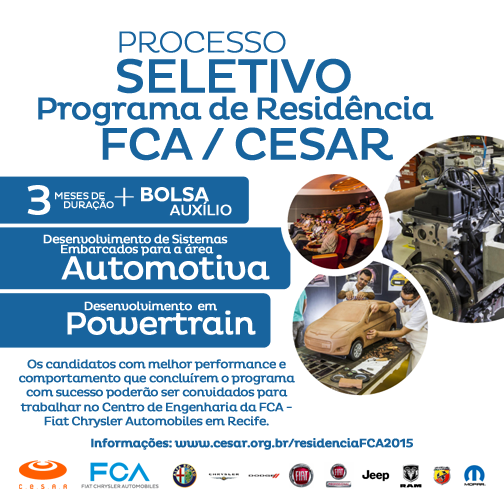 PROCESSO
SELETIVO
Programa de Residência
FCA / CESAR
3 MESES DE DURAÇÃO + BOLSA AUXÍLIO
Desenvolvimento de Sistemas
Embarcados para a área
Automotiva
Desenvolvimento em
Powertrain
Os candidatos com melhor performance e
comportamento que concluírem o programa
com sucesso poderão ser convidados para
trabalhar no Centro de Engenharia da FCA -
Fiat Chrysler Automobiles em Recife.
Informações: www.cesar.org.br/residenciaFCA2015
CESAR
FCA
FIAT CHRYSLER AUTOMOBILES
CHRYSLER
DODGE
FIAT
FIAT
Jeep
RAM
MOPAR